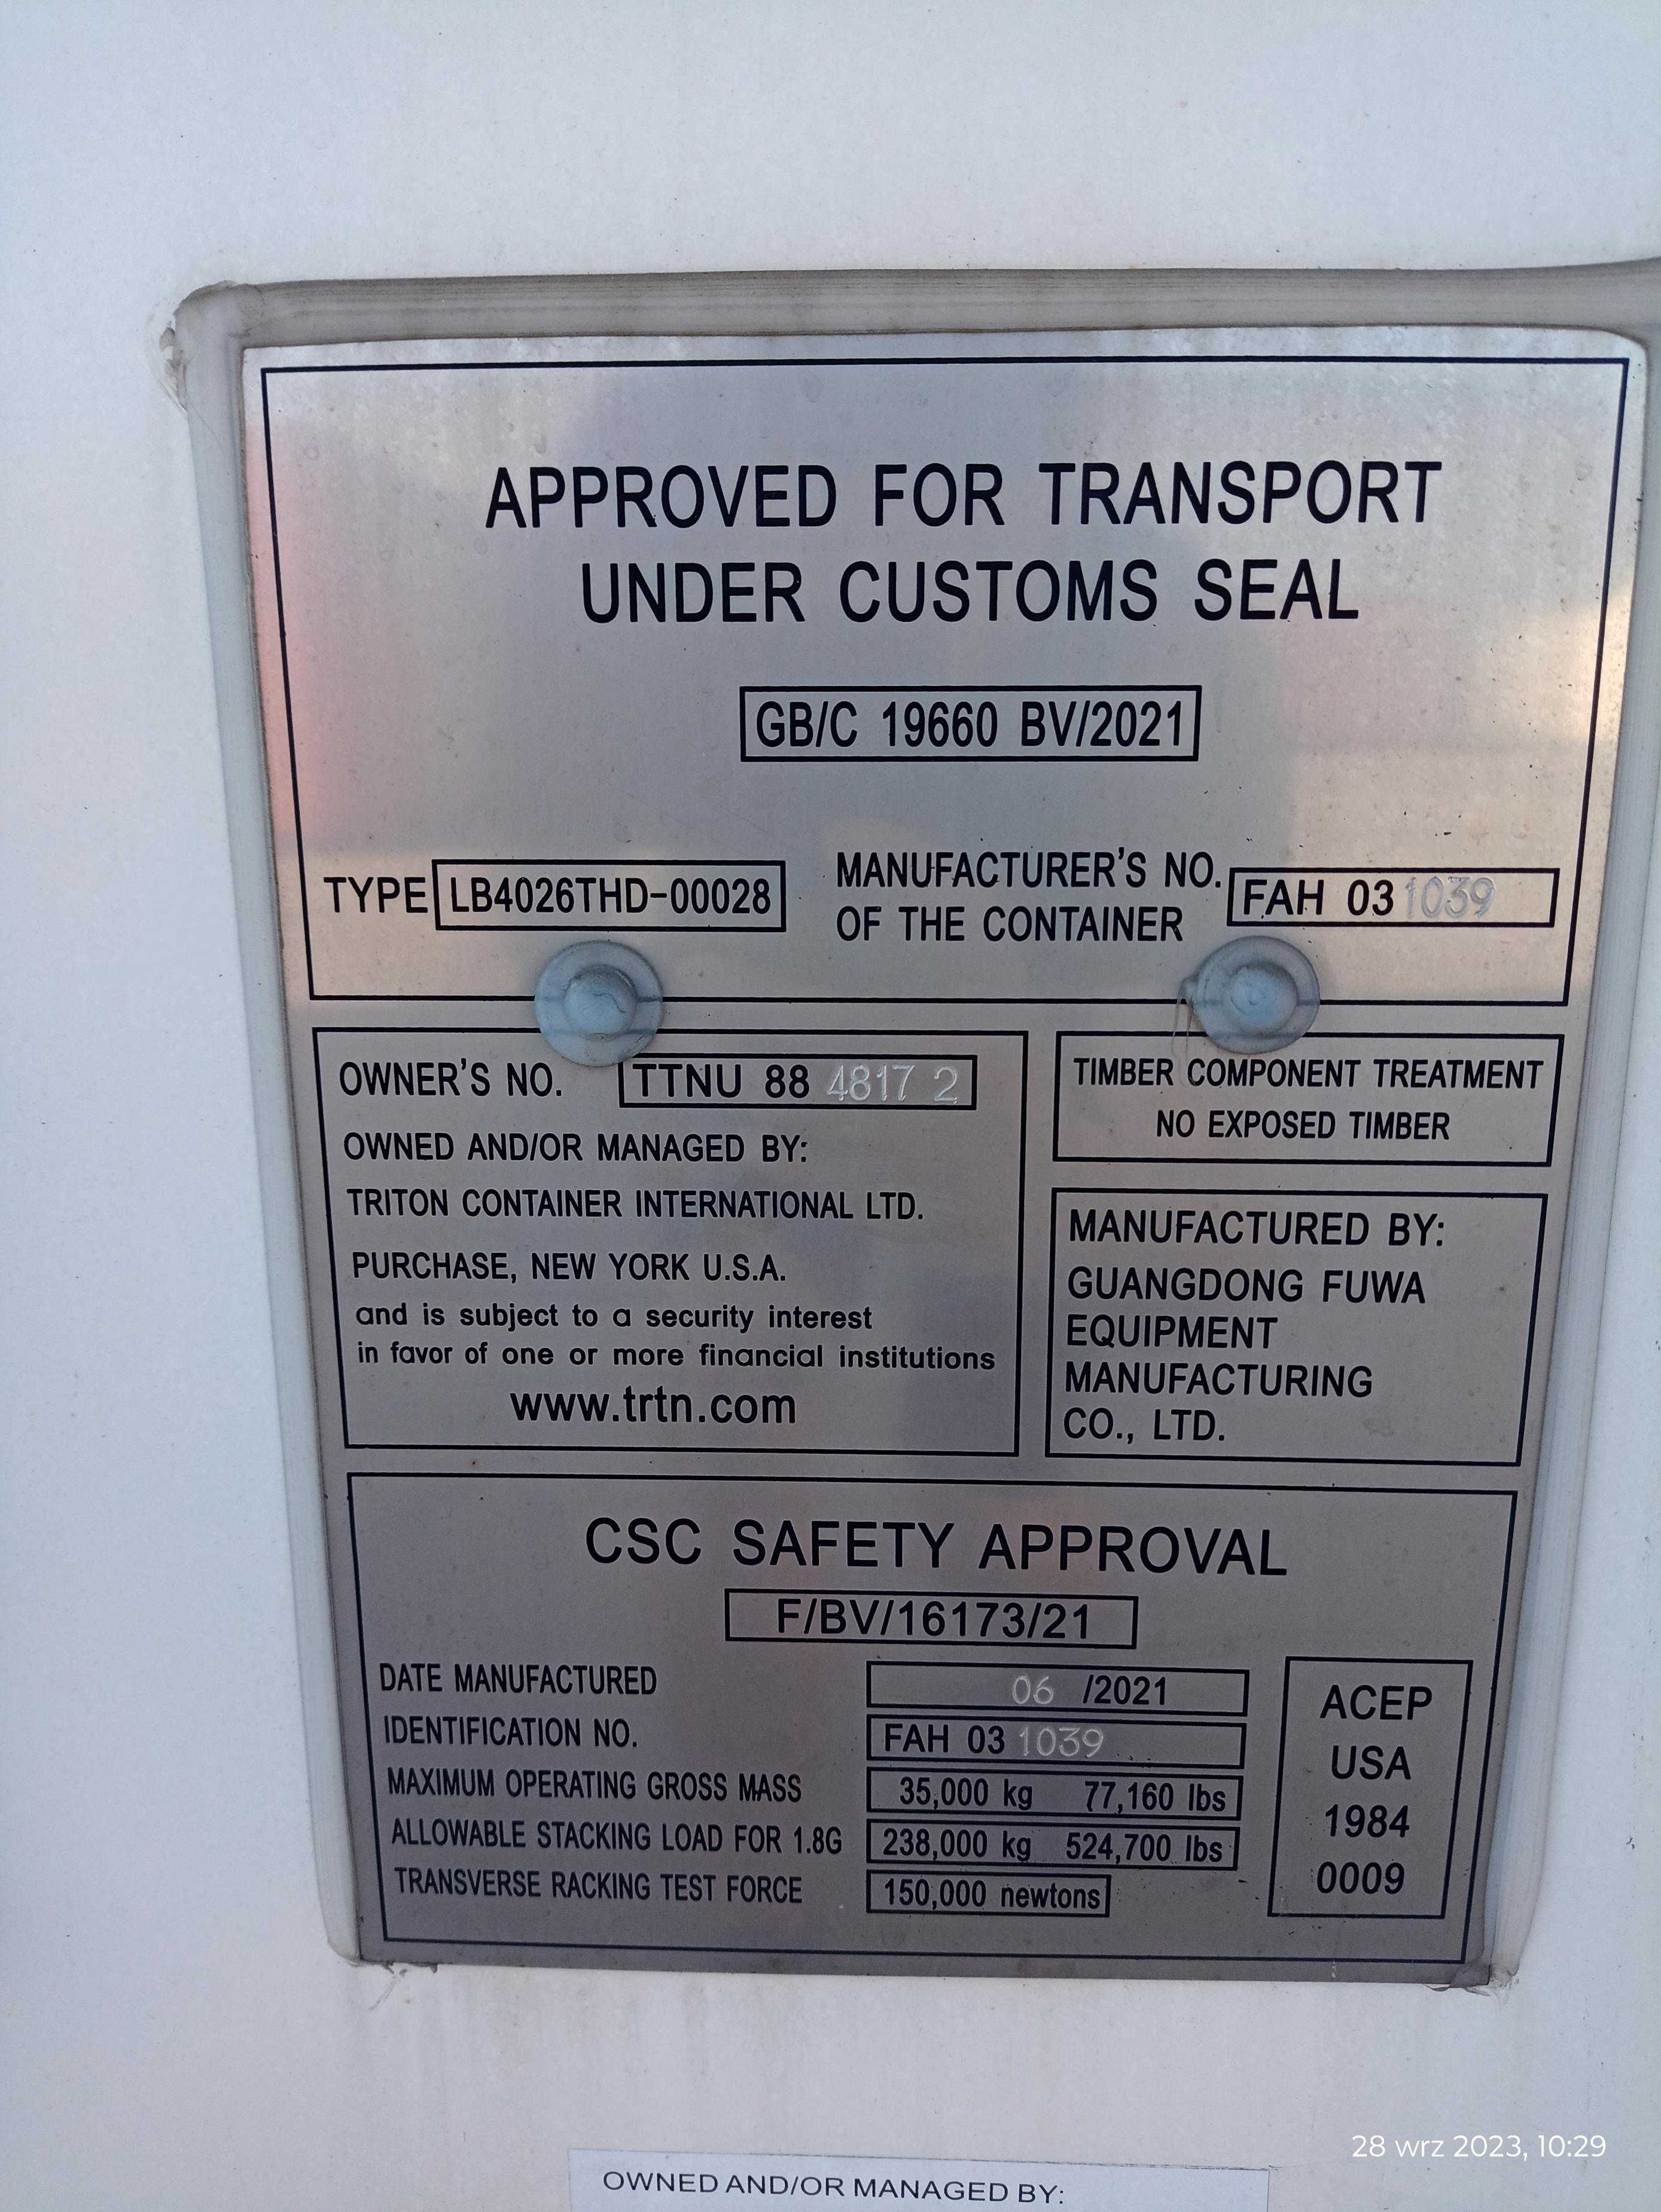 APPROVED FOR TRANSPORT
UNDER CUSTOMS SEAL
GB/C 19660 BV/2021
TYPE LB4026THD-00028
MANUFACTURER'S NO.
OF THE CONTAINER
FAH 03 1039
OWNER'S NO. TTNU 88 4817 2
OWNED AND/OR MANAGED BY:
TRITON CONTAINER INTERNATIONAL LTD.
PURCHASE, NEW YORK U.S.A.
and is subject to a security interest
in favor of one or more financial institutions
www.trtn.com
TIMBER COMPONENT TREATMENT
NO EXPOSED TIMBER
MANUFACTURED BY:
GUANGDONG FUWA
EQUIPMENT
MANUFACTURING
CO., LTD.
CSC SAFETY APPROVAL
F/BV/16173/21
DATE MANUFACTURED 06 /2021
IDENTIFICATION NO. FAH 03 1039
MAXIMUM OPERATING GROSS MASS 35,000 kg 77,160 lbs
ALLOWABLE STACKING LOAD FOR 1.8G 238,000 kg 524,700 lbs
TRANSVERSE RACKING TEST FORCE 150,000 newtons
ACEP
USA
1984
0009
28 wrz 2023, 10:29
OWNED AND/OR MANAGED BY: